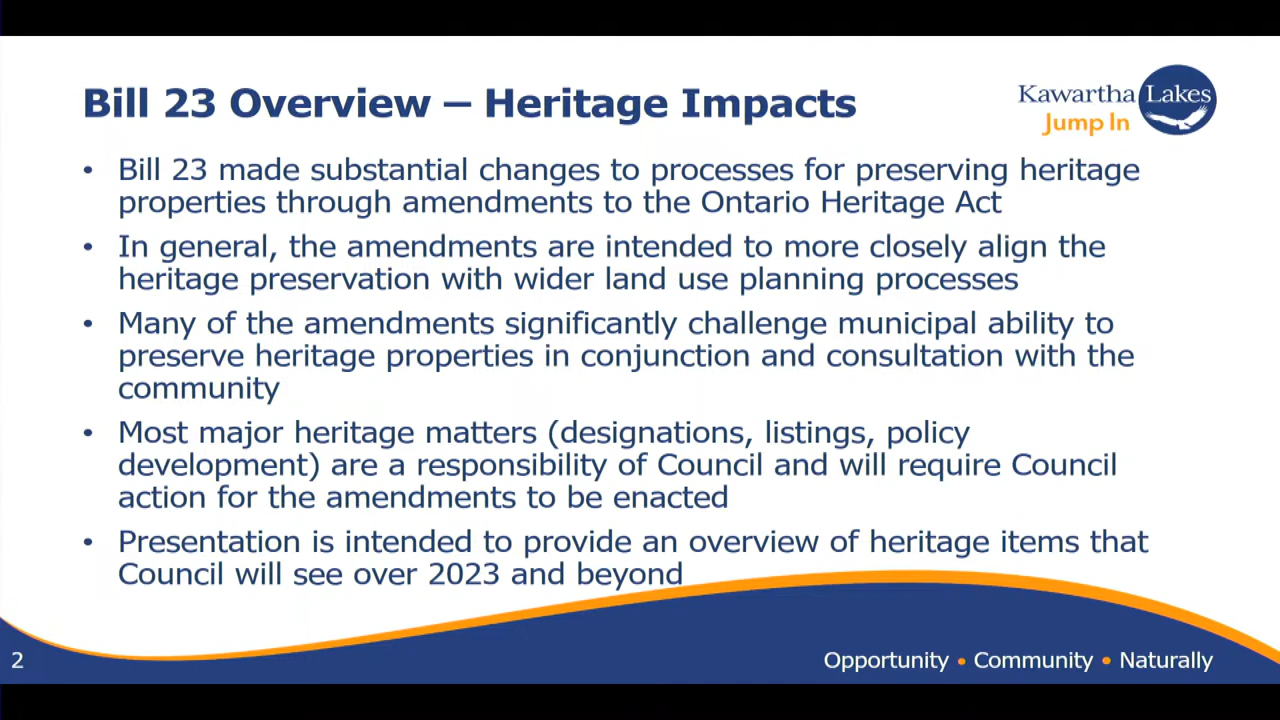 Bill 23 Overview – Heritage Impacts
Kawartha Lakes
Jump In
• Bill 23 made substantial changes to processes for preserving heritage
properties through amendments to the Ontario Heritage Act
• In general, the amendments are intended to more closely align the
heritage preservation with wider land use planning processes
• Many of the amendments significantly challenge municipal ability to
preserve heritage properties in conjunction and consultation with the
community
• Most major heritage matters (designations, listings, policy
development) are a responsibility of Council and will require Council
action for the amendments to be enacted
• Presentation is intended to provide an overview of heritage items that
Council will see over 2023 and beyond
2
Opportunity • Community • Naturally